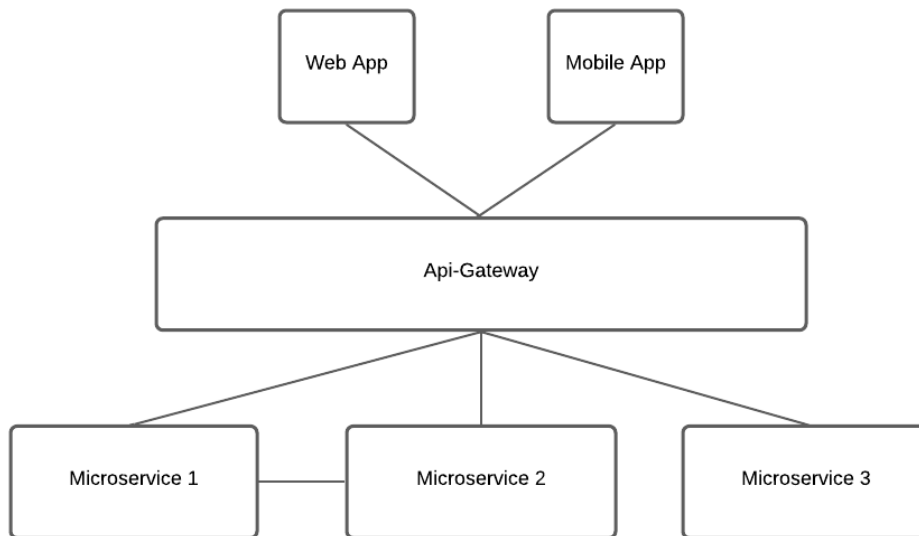 Web App
Mobile App
Api-Gateway
Microservice 1
Microservice 2
Microservice 3